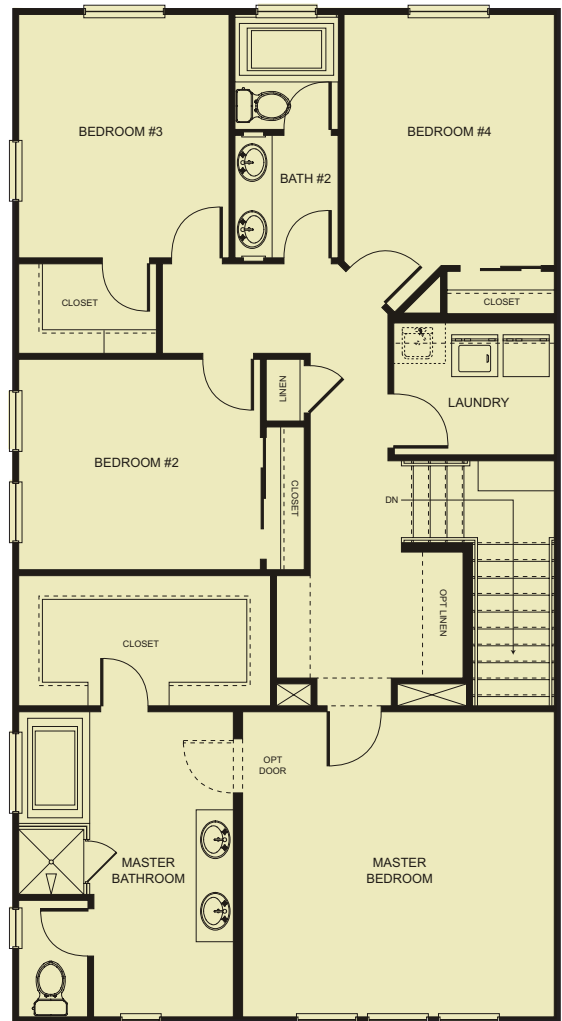 BEDROOM #3
BEDROOM #4
BATH #2
CLOSET
CLOSET
LINEN
LAUNDRY
BEDROOM #2
CLOSET
DN
OPT LINEN
CLOSET
OPT
DOOR
MASTER
BATHROOM
MASTER
BEDROOM